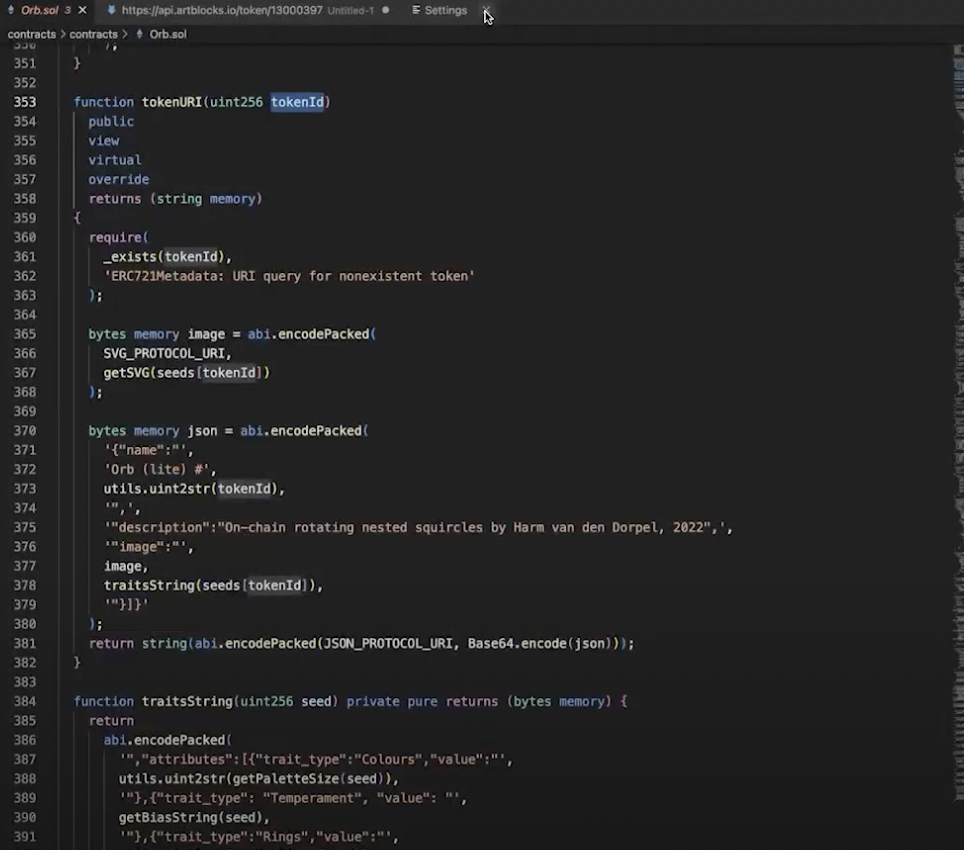 Orb.sol 3 × https://api.artblocks.io/token/13000397 Untitled-1 ● Settings ×
contracts > contracts > Orb.sol
350 );
351 }
352
353 function tokenURI(uint256 tokenId)
354 public
355 view
356 virtual
357 override
358 returns (string memory)
359 {
360 require(
361 _exists(tokenId),
362 'ERC721Metadata: URI query for nonexistent token'
363 );
364
365 bytes memory image = abi.encodePacked(
366 SVG_PROTOCOL_URI,
367 getSVG(seeds[tokenId])
368 );
369
370 bytes memory json = abi.encodePacked(
371 '{"name":"',
372 'Orb (lite) #',
373 utils.uint2str(tokenId),
374 '",',
375 '"description":"On-chain rotating nested squircles by Harm van den Dorpel, 2022",',
376 '"image":"',
377 image,
378 traitsString(seeds[tokenId]),
379 '"}]}'
380 );
381 return string(abi.encodePacked(JSON_PROTOCOL_URI, Base64.encode(json)));
382 }
383
384 function traitsString(uint256 seed) private pure returns (bytes memory) {
385 return
386 abi.encodePacked(
387 '","attributes":[{"trait_type":"Colours","value":"',
388 utils.uint2str(getPaletteSize(seed)),
389 '"},{"trait_type": "Temperament", "value": "',
390 getBiasString(seed),
391 '"},{"trait_type":"Rings","value":"',